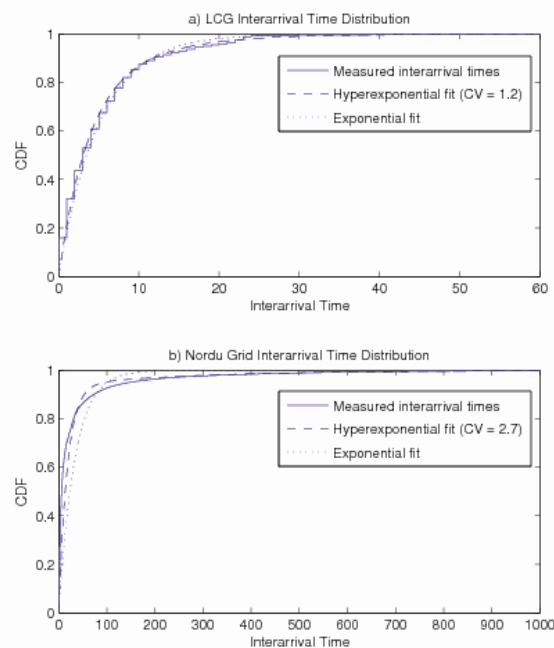 a) LCG Interarrival Time Distribution
1
0.8
0.6
0.4
0.2
0
CDF
Measured interarrival times
Hyperexponential fit (CV = 1.2)
Exponential fit
0 10 20 30 40 50 60
Interarrival Time
b) Nordu Grid Interarrival Time Distribution
1
0.8
0.6
0.4
0.2
0
CDF
Measured interarrival times
Hyperexponential fit (CV = 2.7)
Exponential fit
0 100 200 300 400 500 600 700 800 900 1000
Interarrival Time